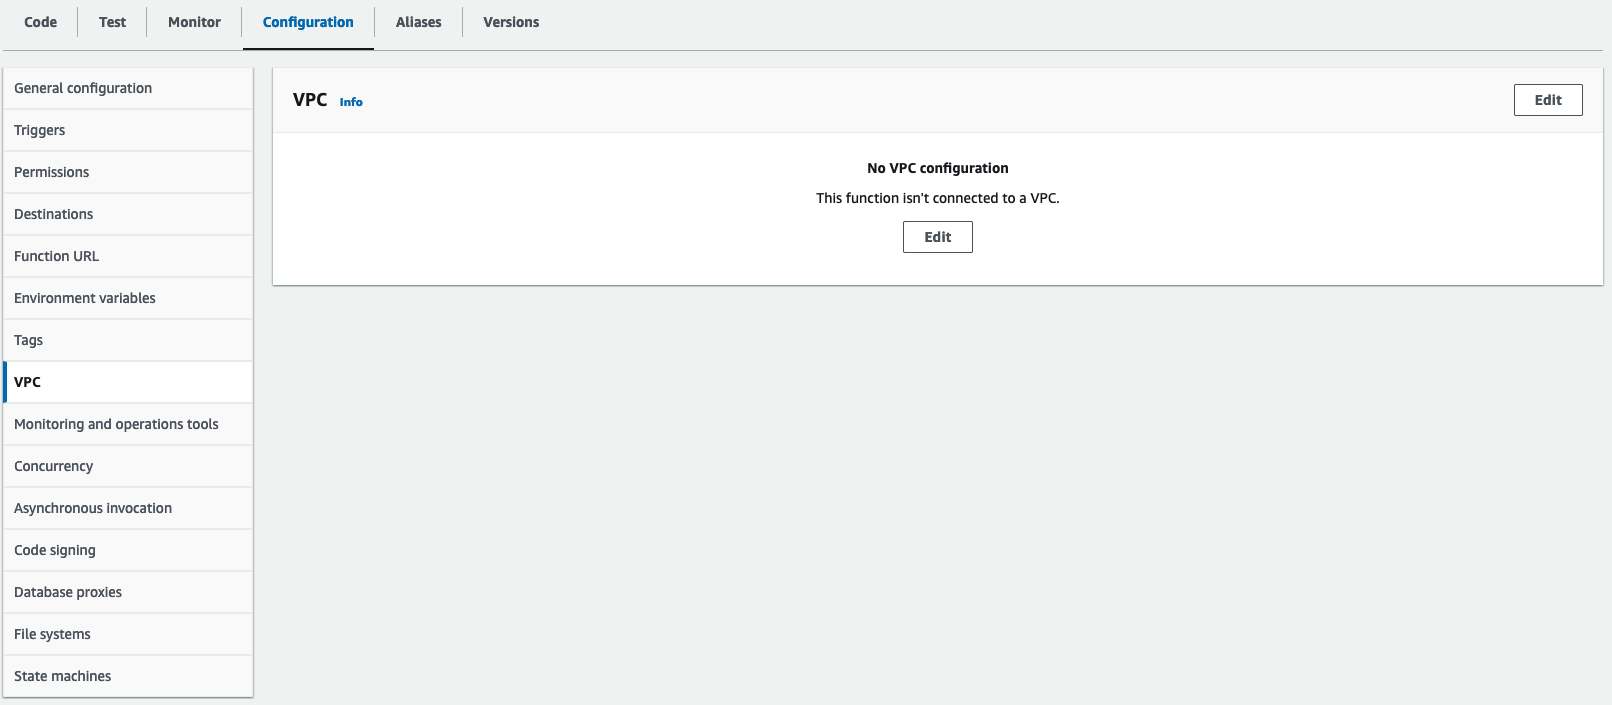 Code Test Monitor Configuration Aliases Versions
General configuration
Triggers
Permissions
Destinations
Function URL
Environment variables
Tags
VPC
Monitoring and operations tools
Concurrency
Asynchronous invocation
Code signing
Database proxies
File systems
State machines
VPC Info Edit
No VPC configuration
This function isn't connected to a VPC.
Edit